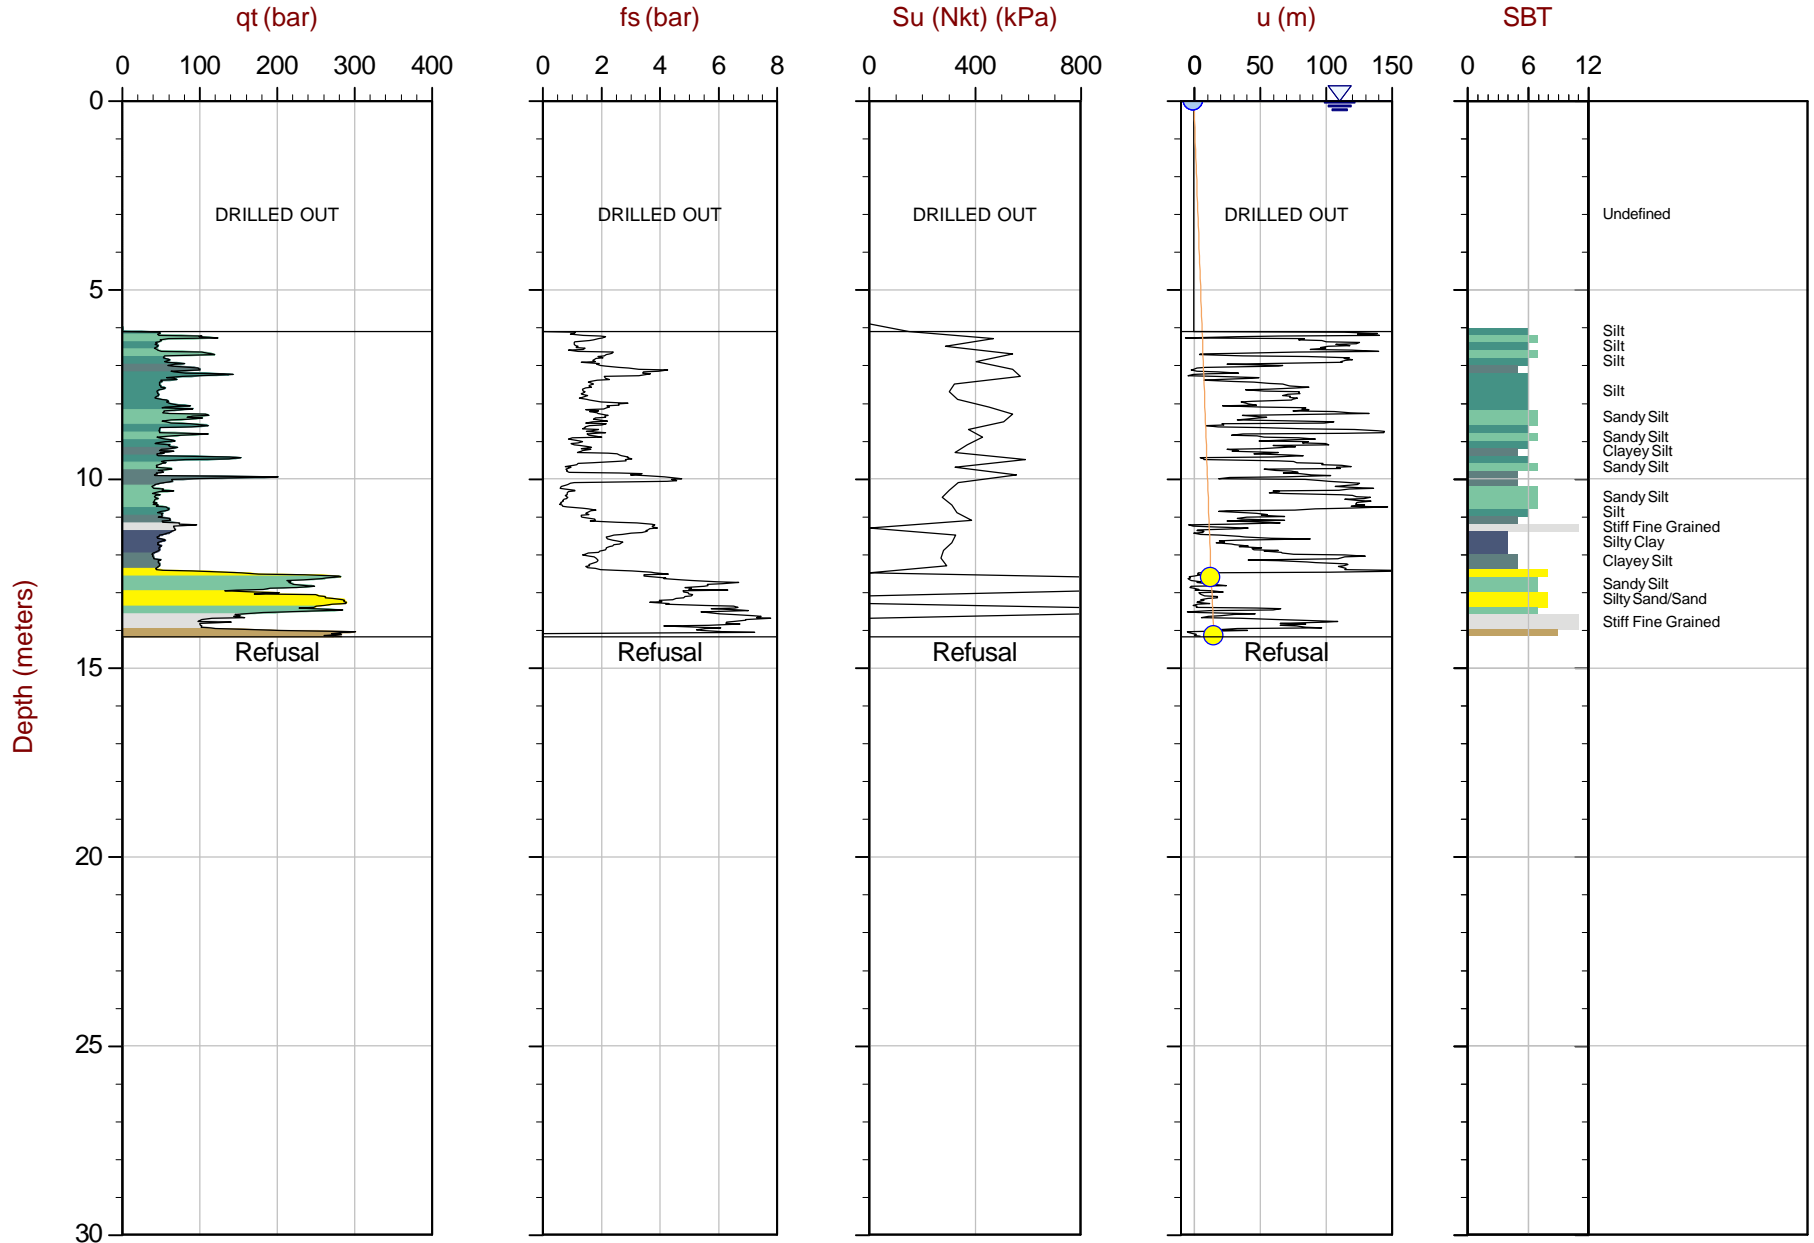 qt (bar) fs (bar) Su (Nkt) (kPa) u (m) SBT
0 100 200 300 400 0 2 4 6 8 0 400 800 0 50 100 150 0 6 12
0
DRILLED OUT DRILLED OUT DRILLED OUT DRILLED OUT Undefined
5
Silt
Silt
Silt
Silt
Sandy Silt
Sandy Silt
Clayey Silt
Sandy Silt
10
Sandy Silt
Silt
Stiff Fine Grained
Silty Clay
Clayey Silt
Sandy Silt
Silty Sand/Sand
Stiff Fine Grained
Refusal Refusal Refusal Refusal
15
Depth (meters)
20
25
30